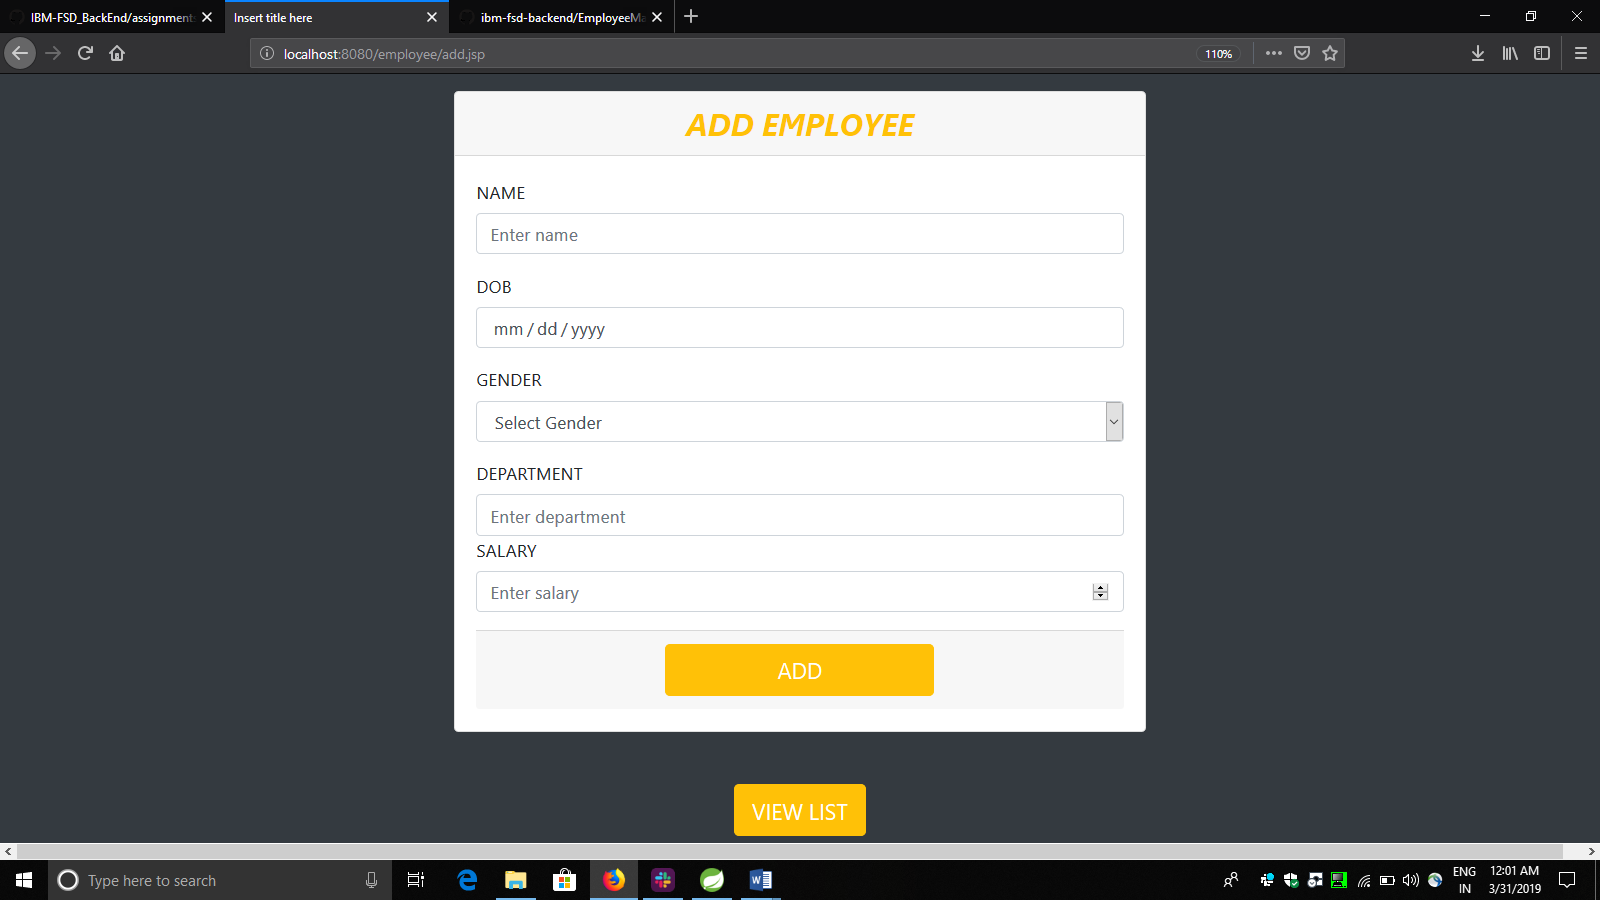 IBM-FSD_BackEnd/assignment
Insert title here
ibm-fsd-backend/EmployeeMa
localhost:8080/employee/add.jsp
110%
ADD EMPLOYEE
NAME
Enter name
DOB
mm / dd / yyyy
GENDER
Select Gender
DEPARTMENT
Enter department
SALARY
Enter salary
ADD
VIEW LIST
Type here to search
ENG
IN
12:01 AM
3/31/2019